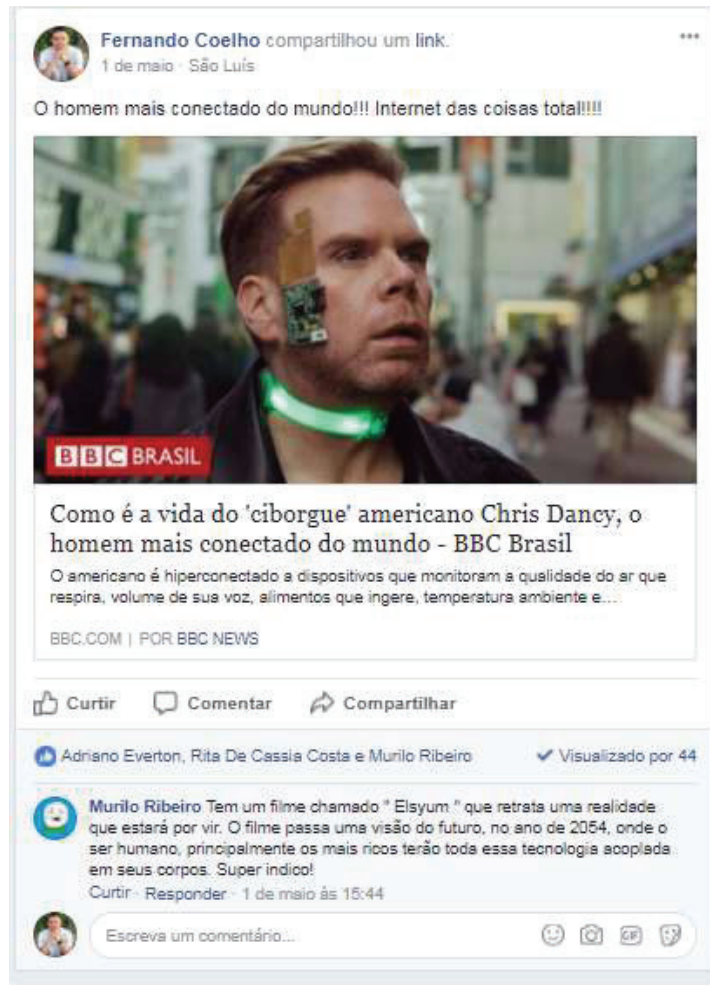 Fernando Coelho compartilhou um link.
1 de maio · São Luís
O homem mais conectado do mundo!!! Internet das coisas total!!!!
BBC BRASIL
Como é a vida do 'ciborgue' americano Chris Dancy, o
homem mais conectado do mundo - BBC Brasil
O americano é hiperconectado a dispositivos que monitoram a qualidade do ar que
respira, volume de sua voz, alimentos que ingere, temperatura ambiente e...
BBC.COM | POR BBC NEWS
Curtir Comentar Compartilhar
Adriano Everton, Rita De Cassia Costa e Murilo Ribeiro Visualizado por 44
Murilo Ribeiro Tem um filme chamado " Elsyum " que retrata uma realidade
que estará por vir. O filme passa uma visão do futuro, no ano de 2054, onde o
ser humano, principalmente os mais ricos terão toda essa tecnologia acoplada
em seus corpos. Super indico!
Curtir · Responder · 1 de maio às 15:44
Escreva um comentário... GIF